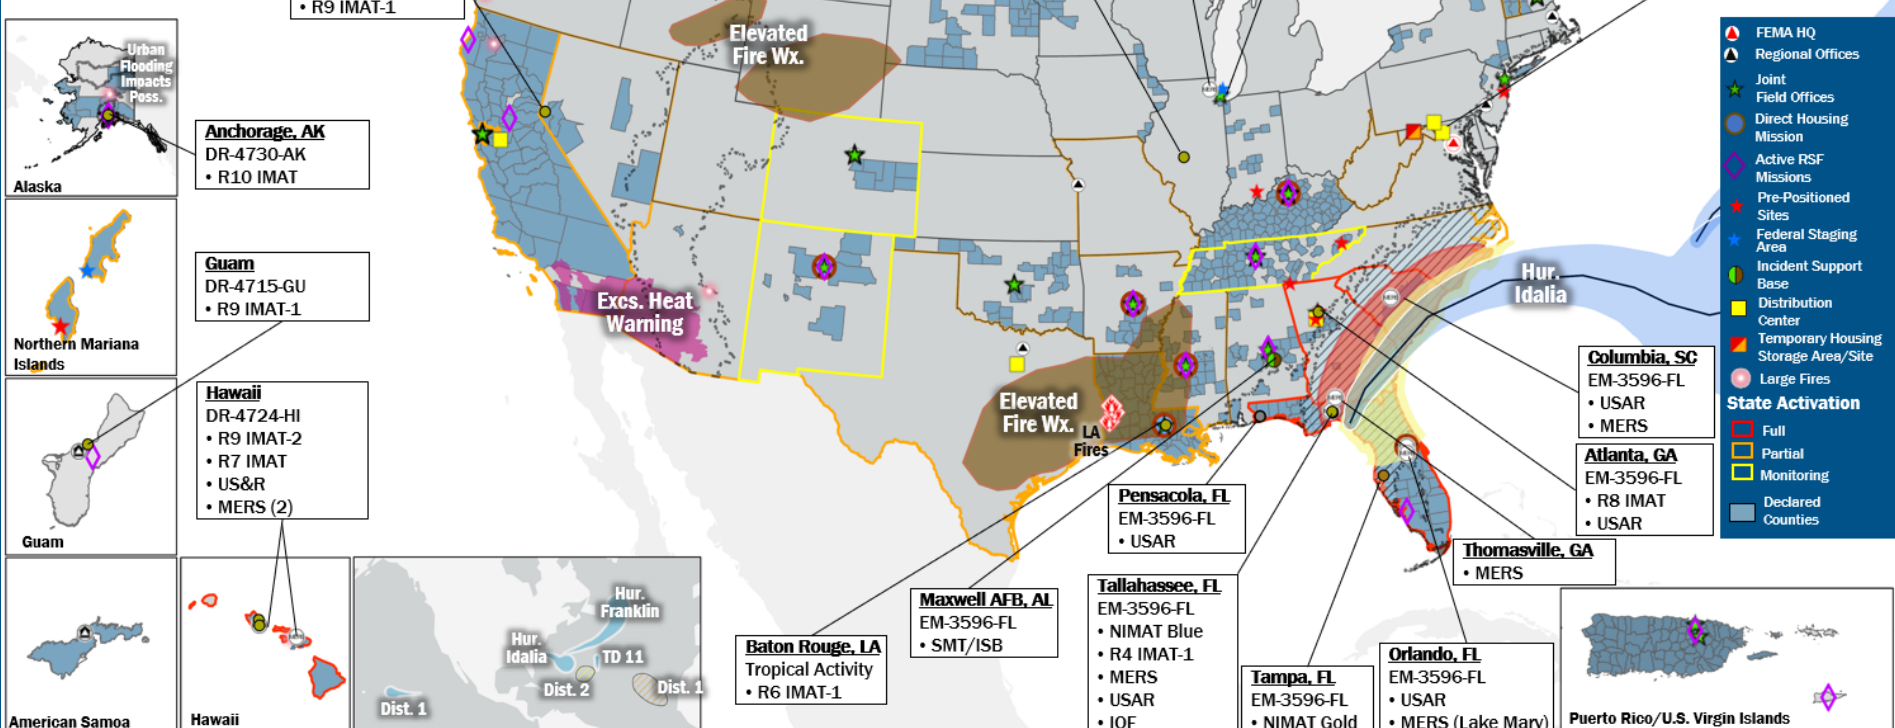 • R9 IMAT-1
Elevated
Fire Wx.
Urban
Flooding
Impacts
Poss.
Alaska
Anchorage, AK
DR-4730-AK
• R10 IMAT
Northern Mariana
Islands
Guam
DR-4715-GU
• R9 IMAT-1
Guam
Hawaii
DR-4724-HI
• R9 IMAT-2
• R7 IMAT
• US&R
• MERS (2)
American Samoa
Hawaii
Excs. Heat
Warning
Elevated
Fire Wx.
LA
Fires
Hur.
Idalia
Hur.
Franklin
Hur.
Idalia
TD 11
Dist. 2
Dist. 1
Dist. 1
Baton Rouge, LA
Tropical Activity
• R6 IMAT-1
Maxwell AFB, AL
EM-3596-FL
• SMT/ISB
Pensacola, FL
EM-3596-FL
• USAR
Tallahassee, FL
EM-3596-FL
• NIMAT Blue
• R4 IMAT-1
• MERS
• USAR
• IOF
Tampa, FL
EM-3596-FL
• NIMAT Gold
Orlando, FL
EM-3596-FL
• USAR
• MERS (Lake Mary)
Thomasville, GA
• MERS
Atlanta, GA
EM-3596-FL
• R8 IMAT
• USAR
Columbia, SC
EM-3596-FL
• USAR
• MERS
Puerto Rico/U.S. Virgin Islands
FEMA HQ
Regional Offices
Joint
Field Offices
Direct Housing
Mission
Active RSF
Missions
Pre-Positioned
Sites
Federal Staging
Area
Incident Support
Base
Distribution
Center
Temporary Housing
Storage Area/Site
Large Fires
State Activation
Full
Partial
Monitoring
Declared
Counties